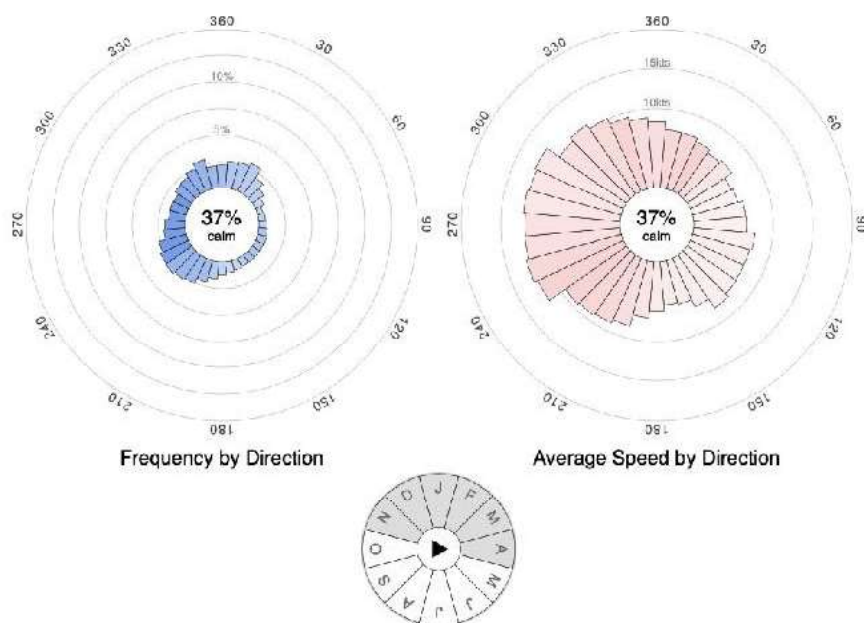 360
30
60
90
120
150
180
210
240
270
300
330
10%
5%
37%
calm
Frequency by Direction
360
30
60
90
120
150
180
210
240
270
300
330
15kts
10kts
37%
calm
Average Speed by Direction
J
F
M
A
M
J
J
A
S
O
N
D